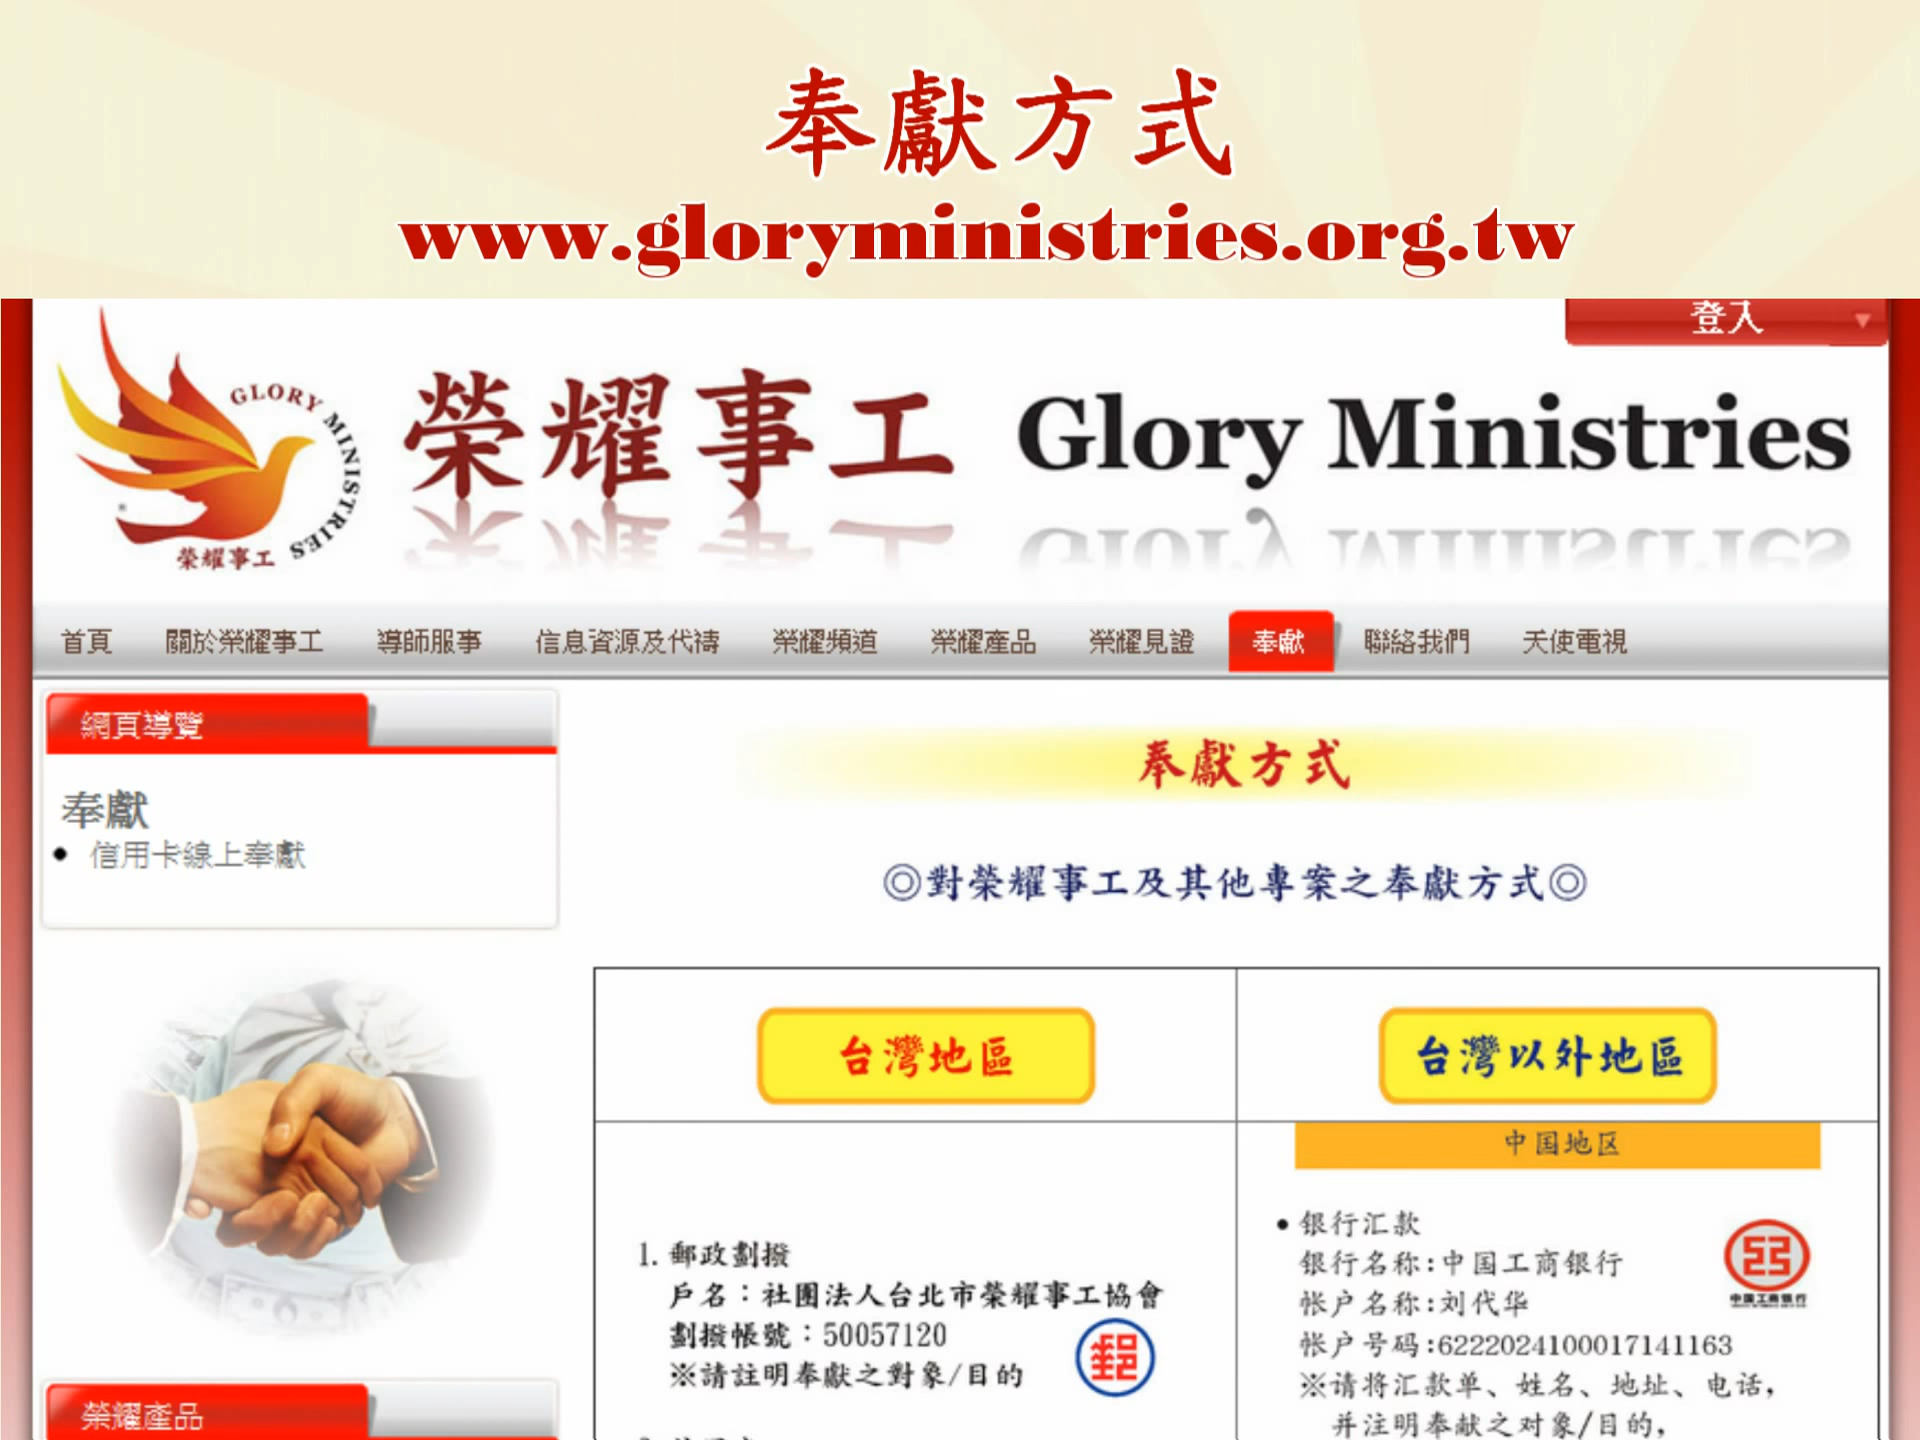 奉獻方式
www.gloryministries.org.tw
登入
GLORY MINISTRIES
榮耀事工
榮耀事工 Glory Ministries
首頁 關於榮耀事工 導師服事 信息資源及代禱 榮耀頻道 榮耀產品 榮耀見證 奉獻 聯絡我們 天使電視
網頁導覽
奉獻
• 信用卡線上奉獻
榮耀產品
奉獻方式
◎對榮耀事工及其他專案之奉獻方式◎
台灣地區
1. 郵政劃撥
戶名：社團法人台北市榮耀事工協會
劃撥帳號：50057120
※請註明奉獻之對象/目的
郵
台灣以外地區
中国地区
• 银行汇款
银行名称:中国工商银行
帐户名称:刘代华
帐户号码:6222024100017141163
※请将汇款单、姓名、地址、电话，
并注明奉献之对象/目的，
中国工商银行